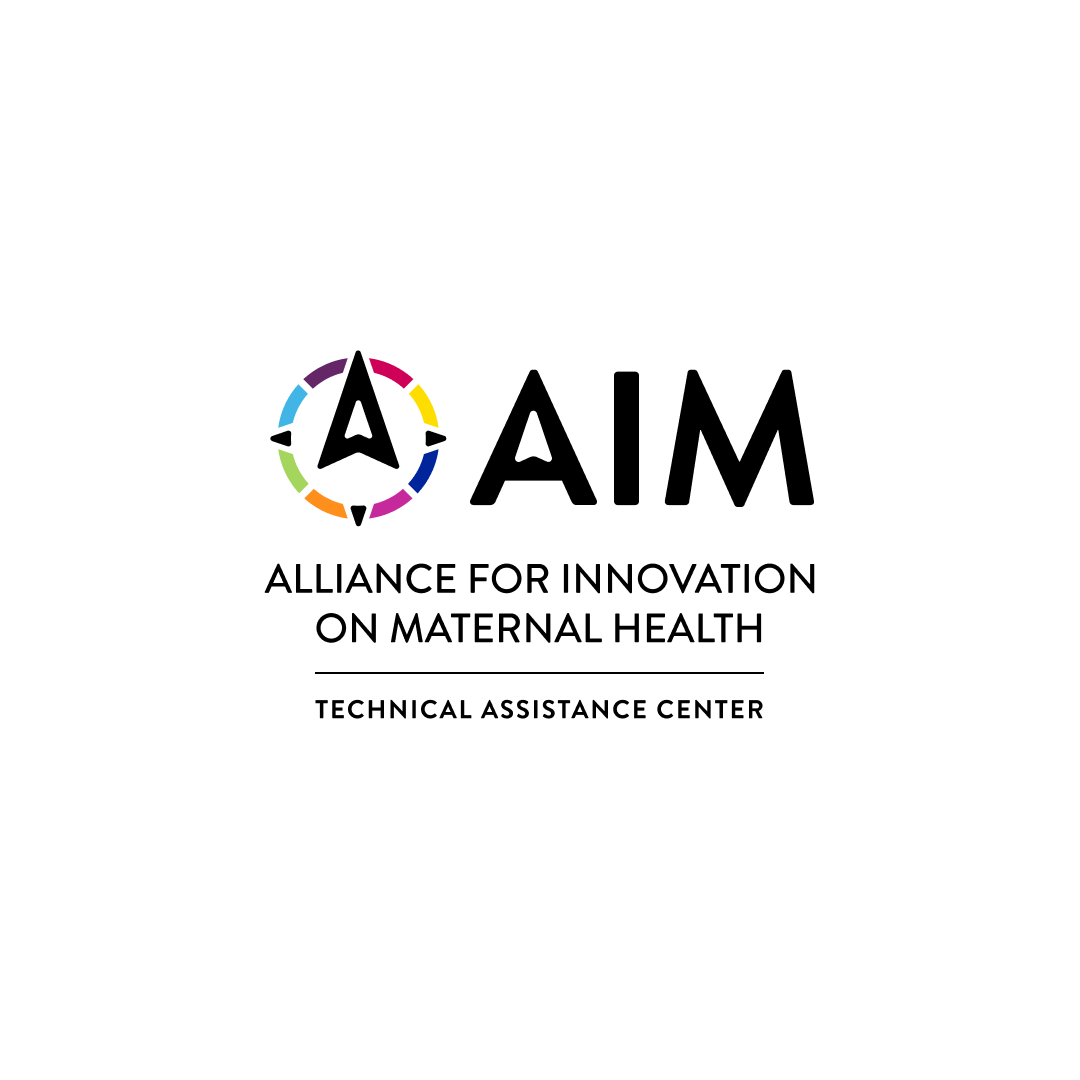 AIM
ALLIANCE FOR INNOVATION
ON MATERNAL HEALTH
TECHNICAL ASSISTANCE CENTER